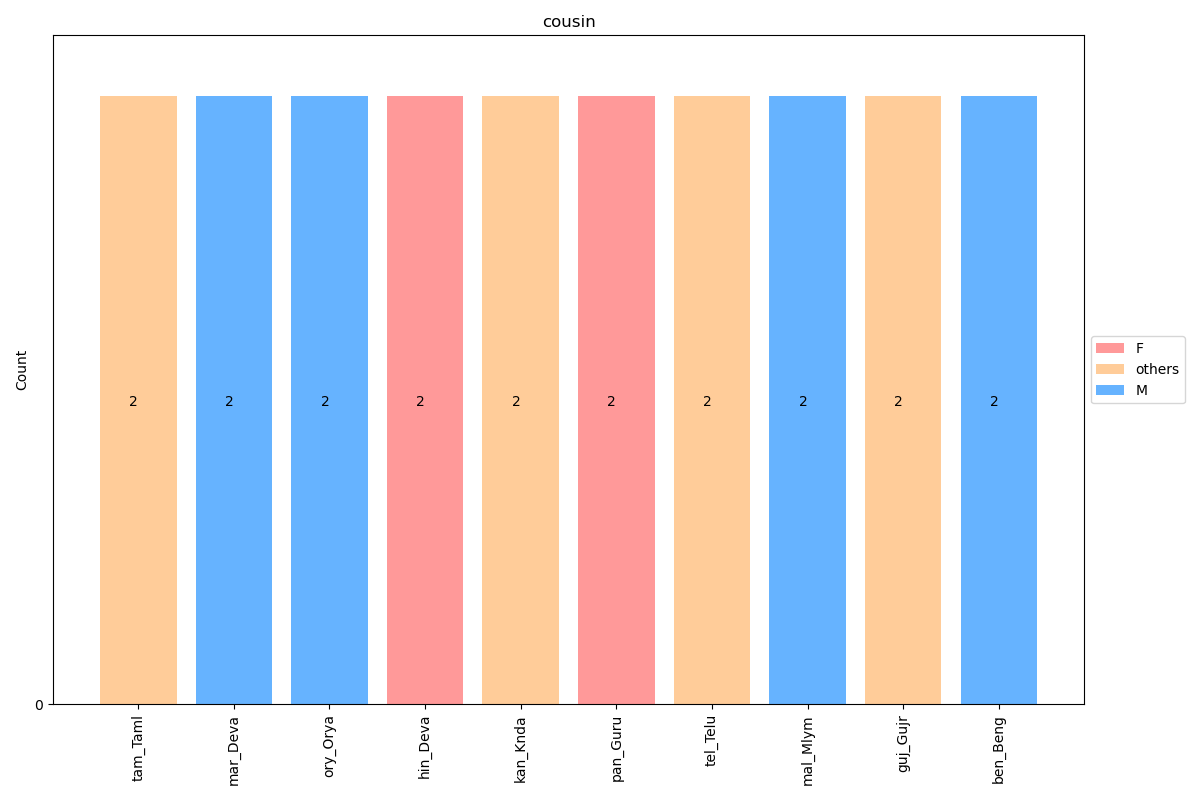 cousin
Count
0
2 2 2 2 2 2 2 2 2 2
tam_Taml
mar_Deva
ory_Orya
hin_Deva
kan_Knda
pan_Guru
tel_Telu
mal_Mlym
guj_Gujr
ben_Beng
F
others
M